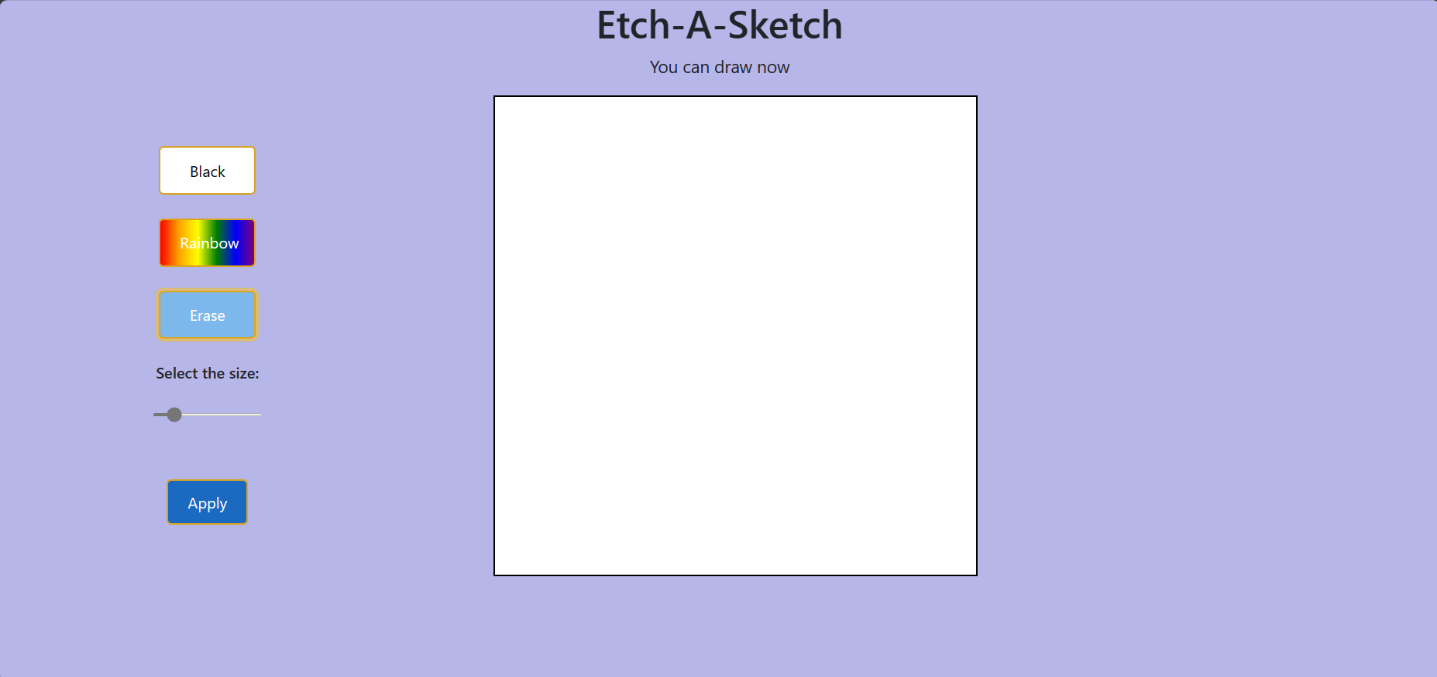 Etch-A-Sketch
You can draw now
Black
Rainbow
Erase
Select the size:
Apply